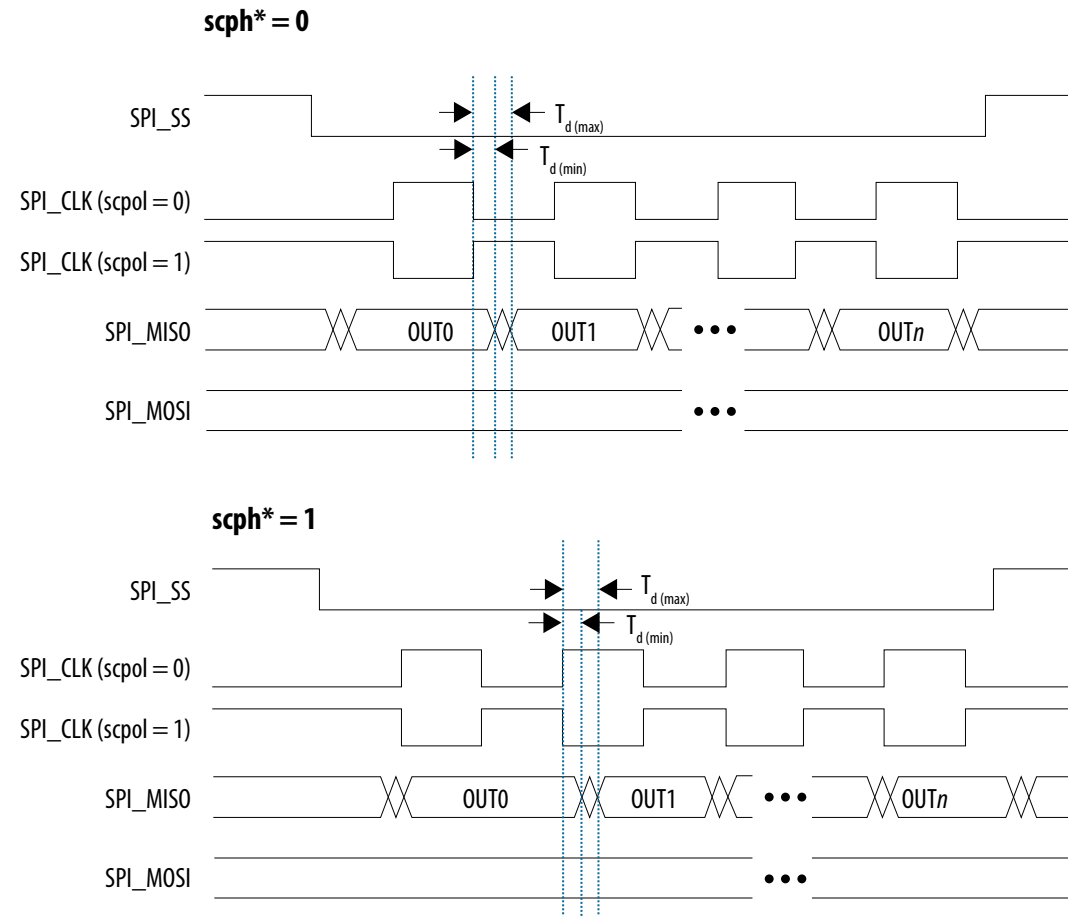 scph* = 0
SPI_SS
T d (max)
T d (min)
SPI_CLK (scpol = 0)
SPI_CLK (scpol = 1)
SPI_MISO
OUT0
OUT1
•••
OUTn
SPI_MOSI
•••
scph* = 1
SPI_SS
T d (max)
T d (min)
SPI_CLK (scpol = 0)
SPI_CLK (scpol = 1)
SPI_MISO
OUT0
OUT1
•••
OUTn
SPI_MOSI
•••